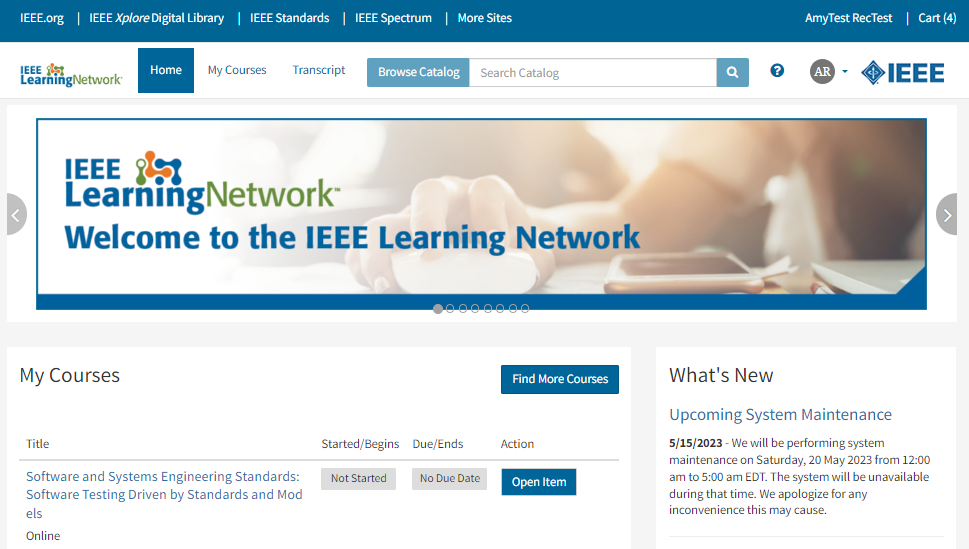 IEEE.org | IEEE Xplore Digital Library | IEEE Standards | IEEE Spectrum | More Sites
AmyTest RecTest | Cart (4)
IEEE
LearningNetwork
Home
My Courses
Transcript
Browse Catalog
Search Catalog
?
AR
IEEE
IEEE
LearningNetwork™
Welcome to the IEEE Learning Network
My Courses
Find More Courses
Title Started/Begins Due/Ends Action
Software and Systems Engineering Standards:
Software Testing Driven by Standards and Mod
els
Online
Not Started
No Due Date
Open Item
What's New
Upcoming System Maintenance
5/15/2023 - We will be performing system
maintenance on Saturday, 20 May 2023 from 12:00
am to 5:00 am EDT. The system will be unavailable
during that time. We apologize for any
inconvenience this may cause.